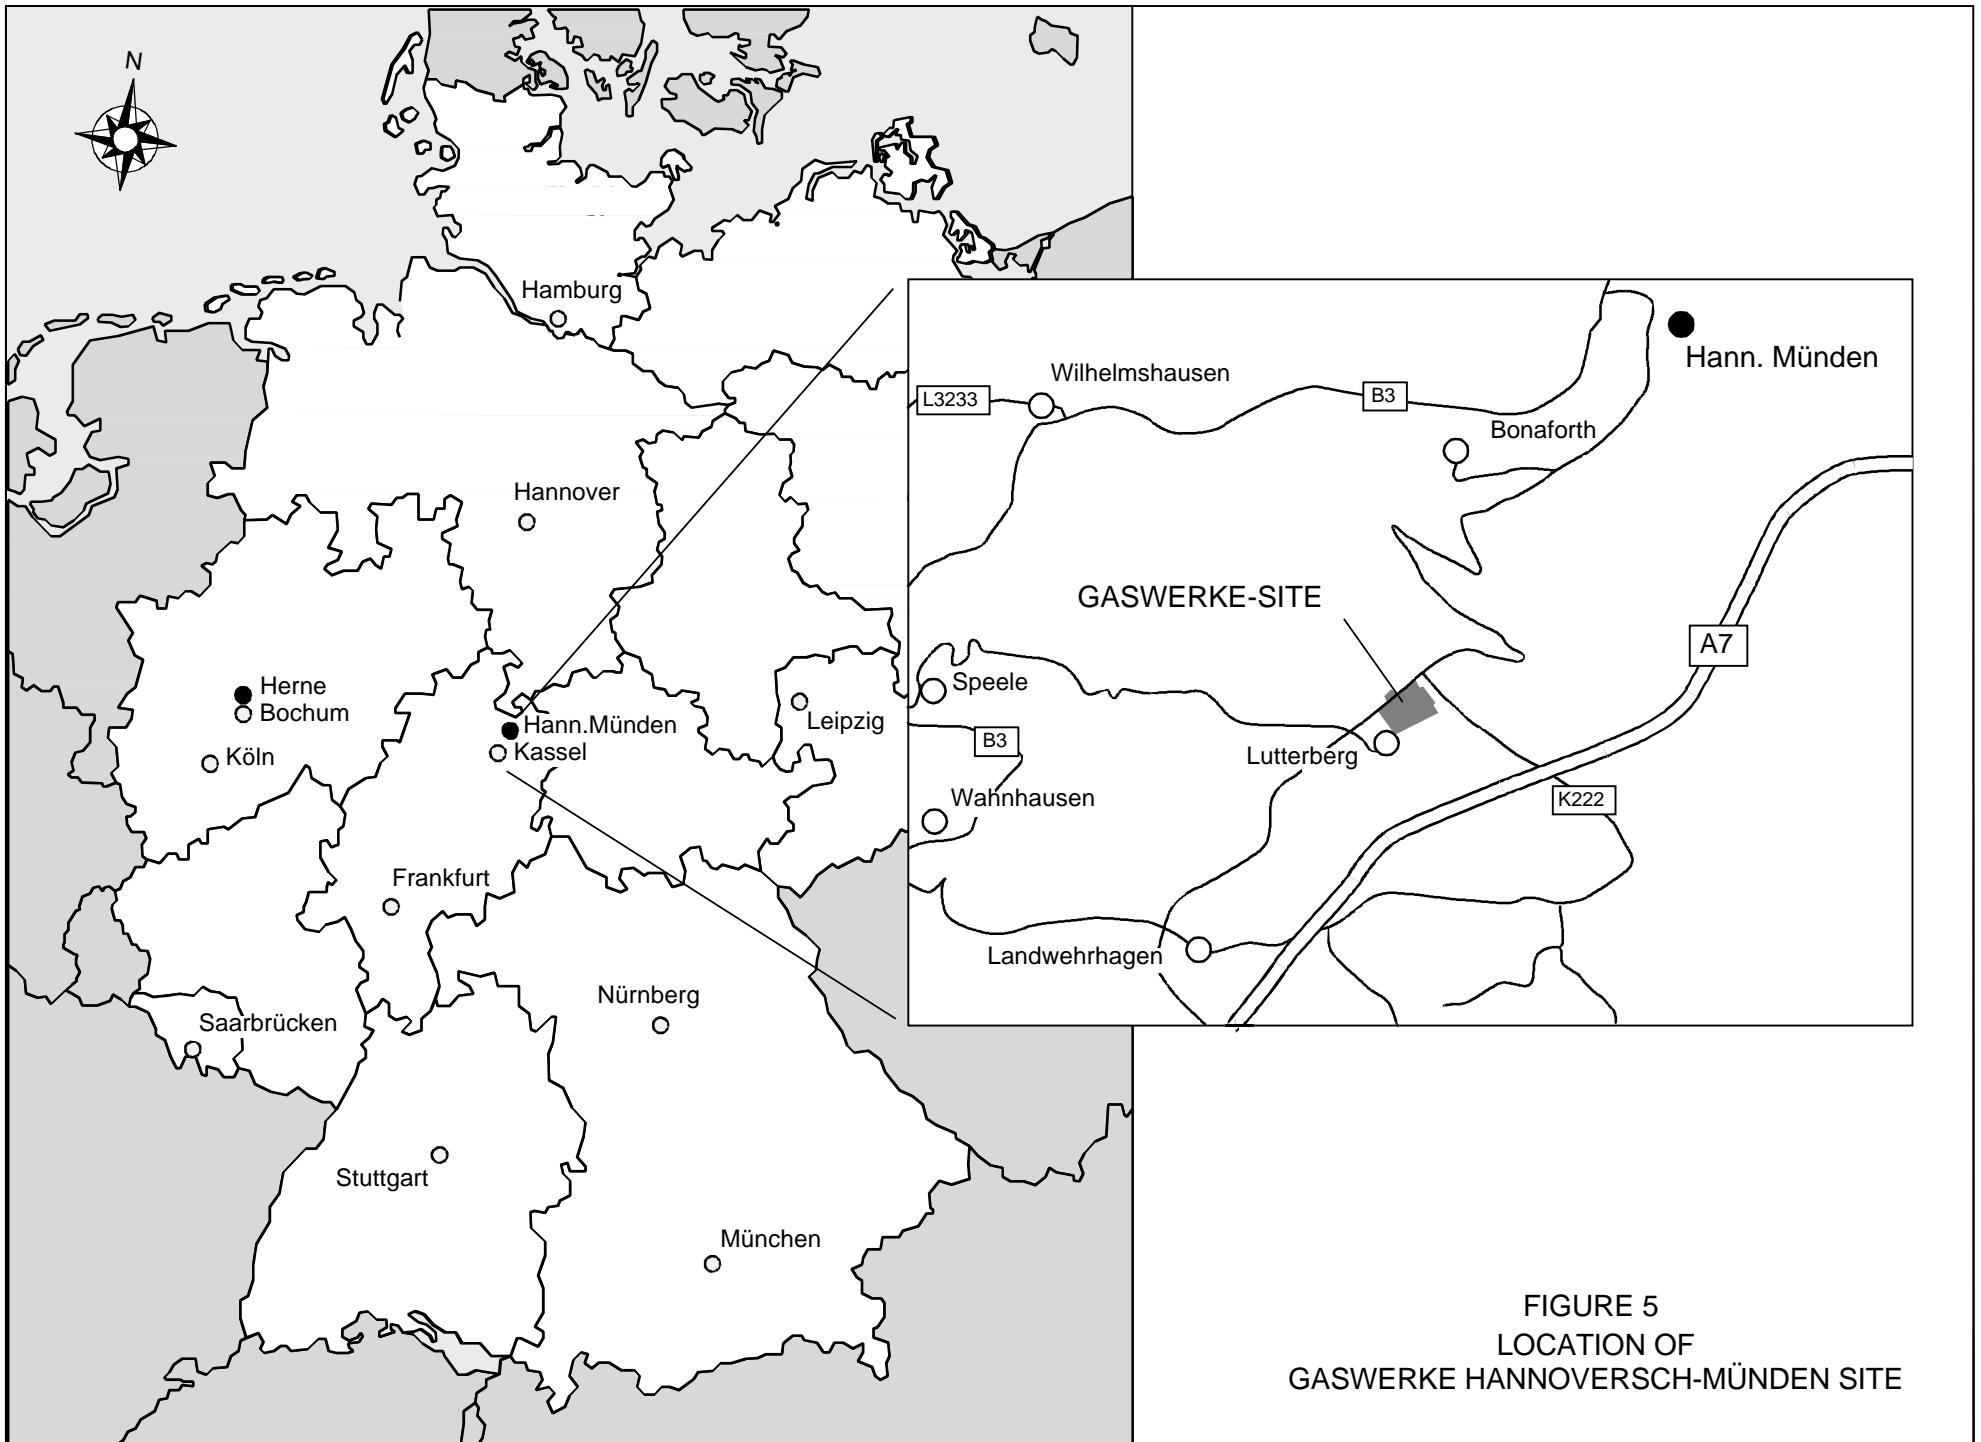 N
Hamburg
Hannover
Herne
Bochum
Köln
Hann.Münden
Kassel
Leipzig
Frankfurt
Nürnberg
Saarbrücken
Stuttgart
München
Hann. Münden
Wilhelmshausen
L3233
B3
Bonaforth
GASWERKE-SITE
A7
Speele
B3
Lutterberg
Wahnhausen
K222
Landwehrhagen
FIGURE 5
LOCATION OF
GASWERKE HANNOVERSCH-MÜNDEN SITE